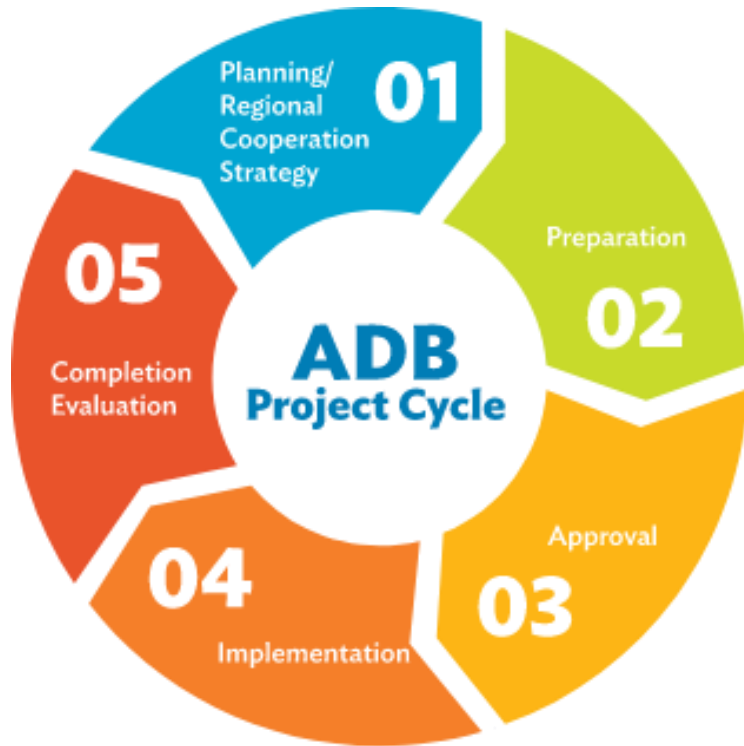 Planning/
Regional
Cooperation
Strategy
01
Preparation
02
Approval
03
04
Implementation
05
Completion
Evaluation
ADB
Project Cycle